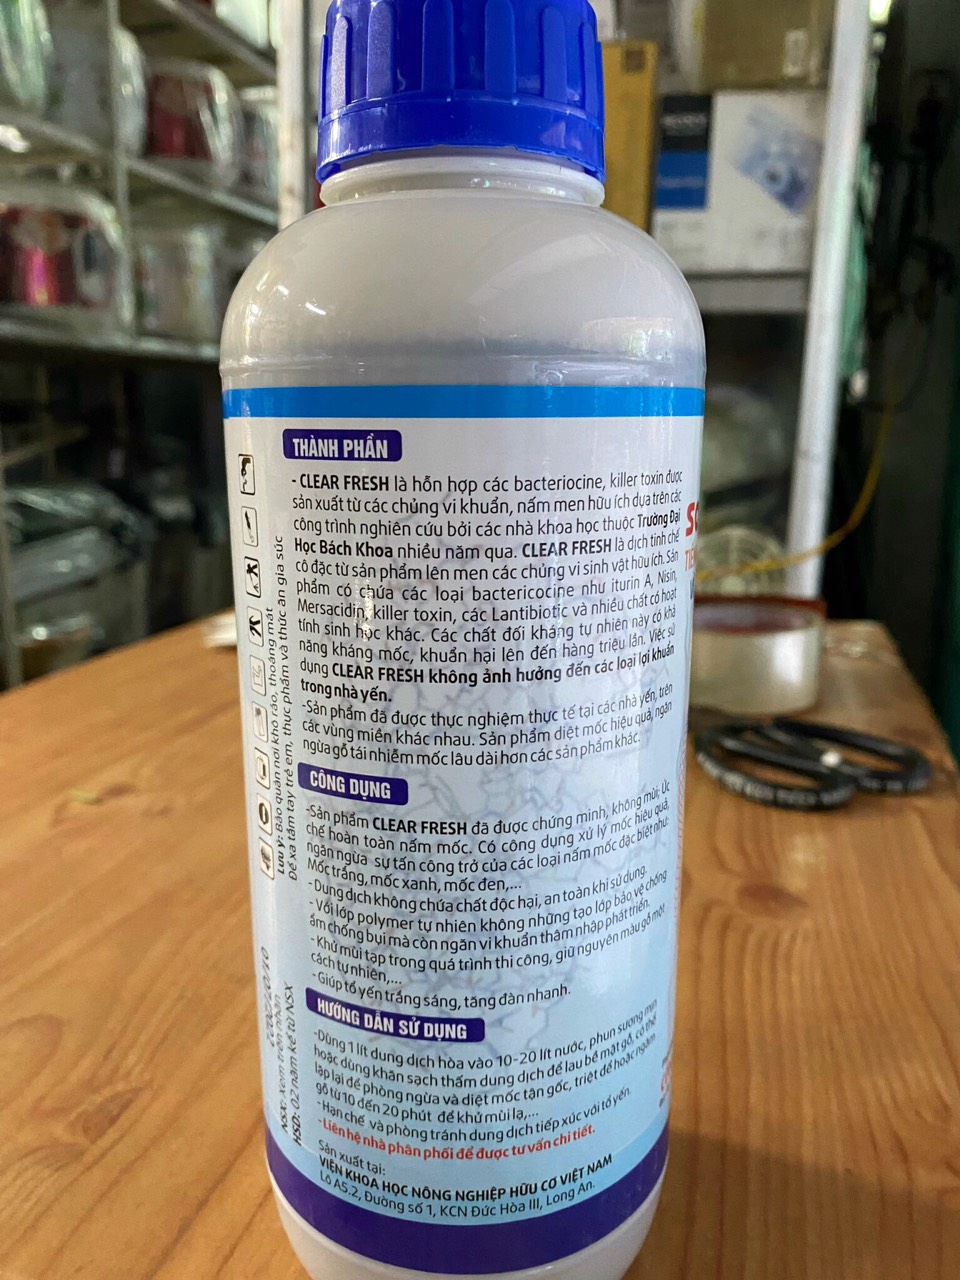 THÀNH PHẦN
- CLEAR FRESH là hỗn hợp các bacteriocine, killer toxin được
sản xuất từ các chủng vi khuẩn, nấm men hữu ích dựa trên các
công trình nghiên cứu bởi các nhà khoa học thuộc Trường Đại
Học Bách Khoa nhiều năm qua. CLEAR FRESH là dịch tinh chế
cô đặc từ sản phẩm lên men các chủng vi sinh vật hữu ích. Sản
phẩm có chứa các loại bactericocine như iturin A, Nisin,
Mersacidin, killer toxin, các Lantibiotic và nhiều chất có hoạt
tính sinh học khác. Các chất đối kháng tự nhiên này có khả
năng kháng mốc, khuẩn hại lên đến hàng triệu lần. Việc sử
dụng CLEAR FRESH không ảnh hưởng đến các loại lợi khuẩn
trong nhà yến.
-Sản phẩm đã được thực nghiệm thực tế tại các nhà yến, trên
các vùng miền khác nhau. Sản phẩm diệt mốc hiệu quả, ngăn
ngừa gỗ tái nhiễm mốc lâu dài hơn các sản phẩm khác.
CÔNG DỤNG
-Sản phẩm CLEAR FRESH đã được chứng minh, không mùi; Ức
chế hoàn toàn nấm mốc. Có công dụng xử lý mốc hiệu quả,
ngăn ngừa sự tấn công trở của các loại nấm mốc đặc biệt như:
Mốc trắng, mốc xanh, mốc đen,...
- Dung dịch không chứa chất độc hại, an toàn khi sử dụng.
- Với lớp polymer tự nhiên không những tạo lớp bảo vệ chống
ẩm chống bụi mà còn ngăn vi khuẩn thâm nhập phát triển.
- Khử mùi tạp trong quá trình thi công, giữ nguyên màu gỗ một
cách tự nhiên,...
- Giúp tổ yến trắng sáng, tăng đàn nhanh.
HƯỚNG DẪN SỬ DỤNG
-Dùng 1 lít dung dịch hòa vào 10-20 lít nước, phun sương mịn
hoặc dùng khăn sạch thấm dung dịch để lau bề mặt gỗ, có thể
lặp lại để phòng ngừa và diệt mốc tận gốc, triệt để hoặc ngâm
gỗ từ 10 đến 20 phút để khử mùi lạ,...
-Hạn chế và phòng tránh dung dịch tiếp xúc với tổ yến.
-Liên hệ nhà phân phối để được tư vấn chi tiết.
Sản xuất tại:
VIỆN KHOA HỌC NÔNG NGHIỆP HỮU CƠ VIỆT NAM
Lô A5.2, Đường số 1, KCN Đức Hòa III, Long An.
Lưu ý: Bảo quản nơi khô ráo, thoáng mát
Để xa tầm tay trẻ em, thực phẩm và thức ăn gia súc
NSX: Xem trên nhãn
HSD: 02 năm kể từ NSX